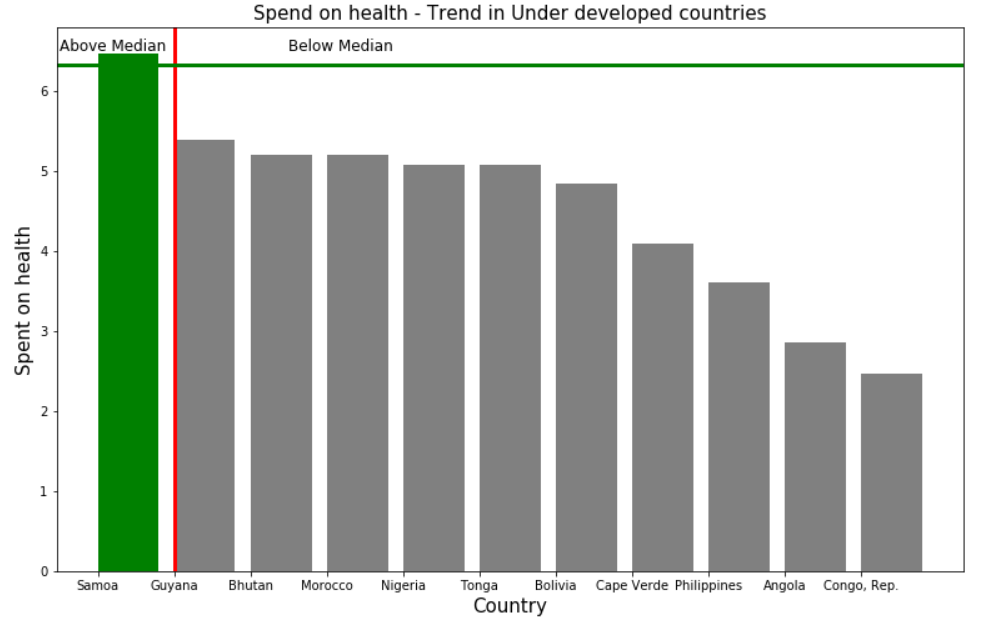 Spend on health - Trend in Under developed countries
Above Median
Below Median
Spent on health
6
5
4
3
2
1
0
Samoa Guyana Bhutan Morocco Nigeria Tonga Bolivia Cape Verde Philippines Angola Congo, Rep.
Country